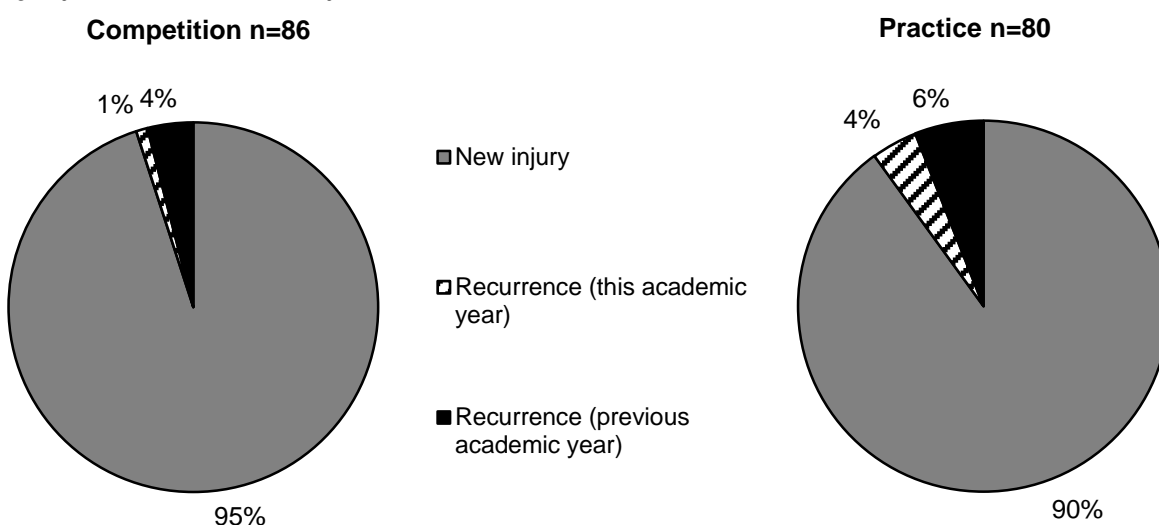 Competition n=86
Practice n=80
1% 4%
4%
6%
New injury
Recurrence (this academic
year)
Recurrence (previous
academic year)
95%
90%